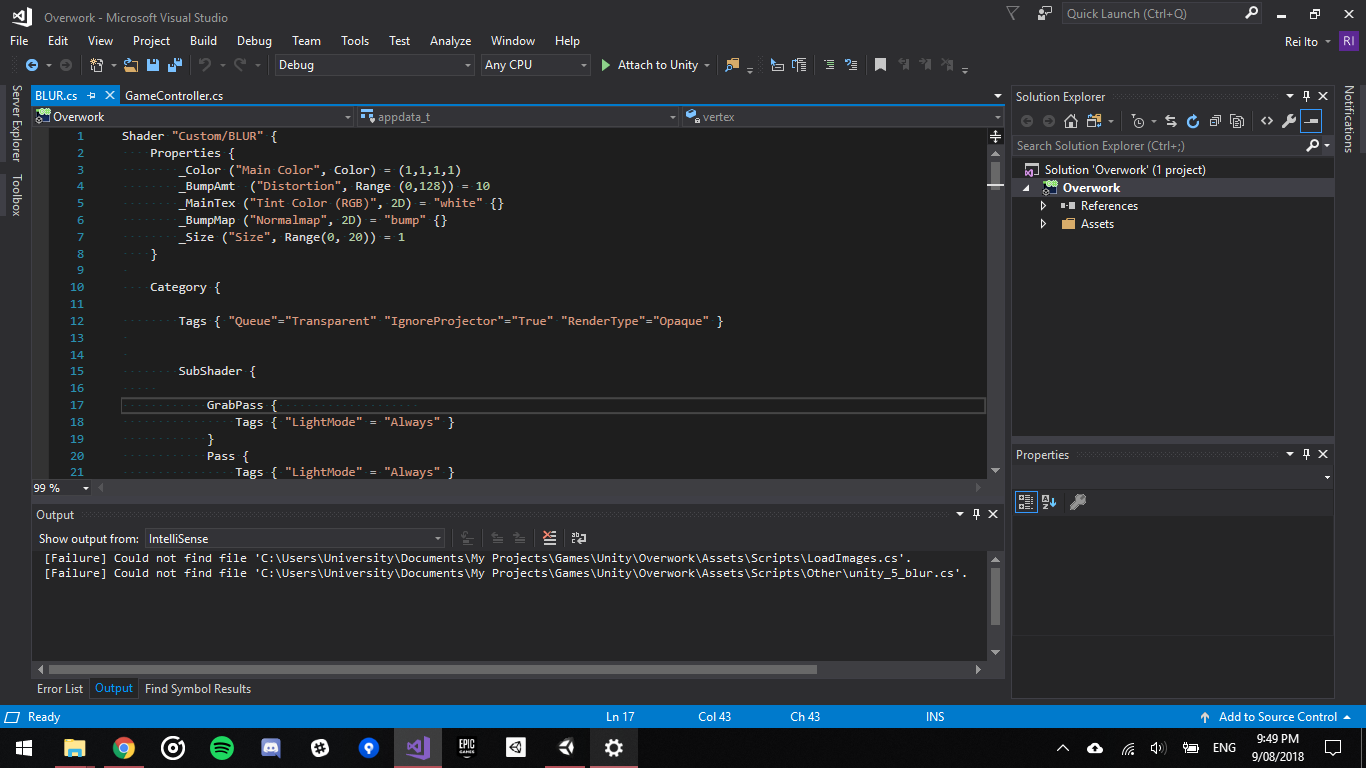 Overwork - Microsoft Visual Studio
Quick Launch (Ctrl+Q)
File Edit View Project Build Debug Team Tools Test Analyze Window Help
Rei Ito RI
Debug Any CPU Attach to Unity
Server Explorer
Toolbox
BLUR.cs GameController.cs
Overwork appdata_t vertex
1 Shader "Custom/BLUR" {
2 Properties {
3 _Color ("Main Color", Color) = (1,1,1,1)
4 _BumpAmt ("Distortion", Range (0,128)) = 10
5 _MainTex ("Tint Color (RGB)", 2D) = "white" {}
6 _BumpMap ("Normalmap", 2D) = "bump" {}
7 _Size ("Size", Range(0, 20)) = 1
8 }
9
10 Category {
11
12 Tags { "Queue"="Transparent" "IgnoreProjector"="True" "RenderType"="Opaque" }
13
14
15 SubShader {
16
17 GrabPass {
18 Tags { "LightMode" = "Always" }
19 }
20 Pass {
21 Tags { "LightMode" = "Always" }
99 %
Output
Show output from: IntelliSense
[Failure] Could not find file 'C:\Users\University\Documents\My Projects\Games\Unity\Overwork\Assets\Scripts\LoadImages.cs'.
[Failure] Could not find file 'C:\Users\University\Documents\My Projects\Games\Unity\Overwork\Assets\Scripts\Other\unity_5_blur.cs'.
Error List Output Find Symbol Results
Solution Explorer
Search Solution Explorer (Ctrl+;)
Solution 'Overwork' (1 project)
Overwork
References
Assets
Properties
Notifications
Ready Ln 17 Col 43 Ch 43 INS Add to Source Control
EPIC GAMES
ENG
9:49 PM
9/08/2018